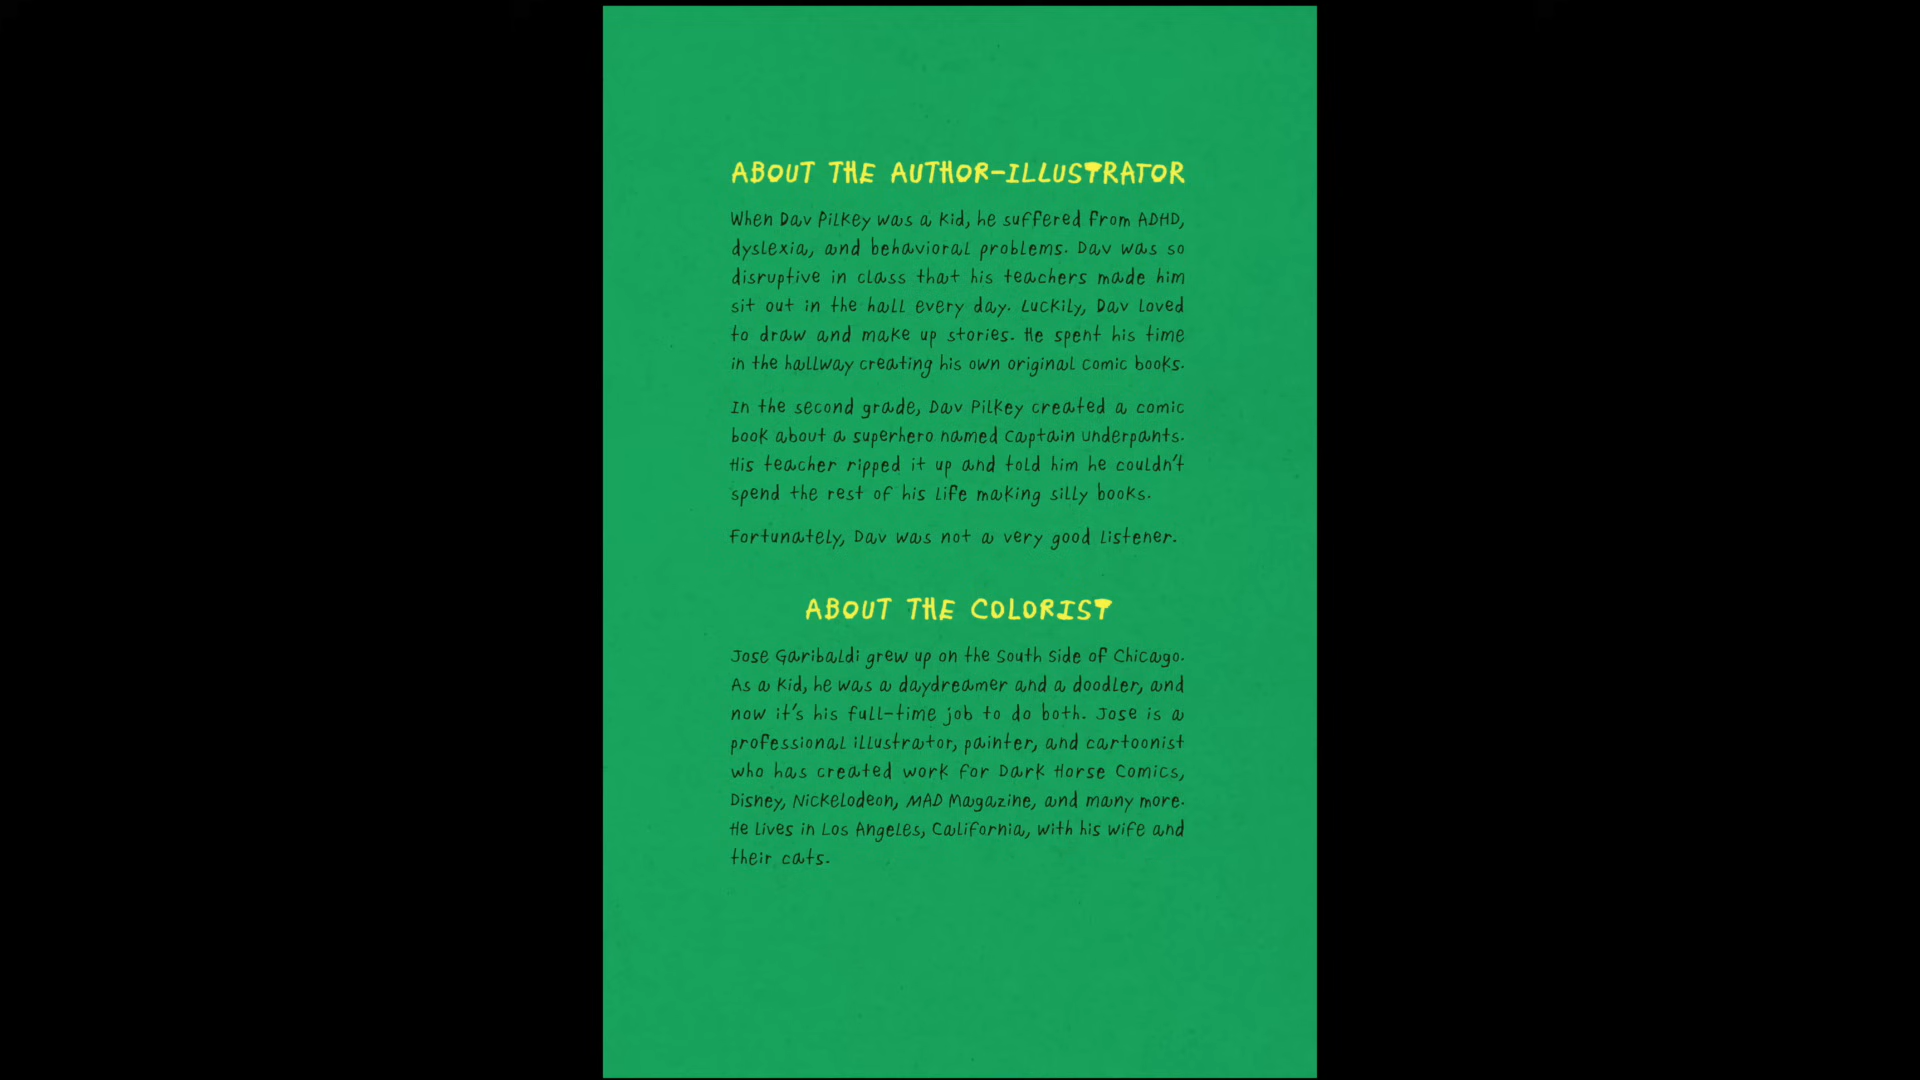 ABOUT THE AUTHOR-ILLUSTRATOR
When Dav Pilkey was a kid, he suffered from ADHD,
dyslexia, and behavioral problems. Dav was so
disruptive in class that his teachers made him
sit out in the hall every day. Luckily, Dav loved
to draw and make up stories. He spent his time
in the hallway creating his own original comic books.
In the second grade, Dav Pilkey created a comic
book about a superhero named Captain Underpants.
His teacher ripped it up and told him he couldn't
spend the rest of his life making silly books.
Fortunately, Dav was not a very good listener.
ABOUT THE COLORIST
Jose Garibaldi grew up on the South Side of Chicago.
As a kid, he was a daydreamer and a doodler, and
now it's his full-time job to do both. Jose is a
professional illustrator, painter, and cartoonist
who has created work for Dark Horse Comics,
Disney, Nickelodeon, MAD Magazine, and many more.
He lives in Los Angeles, California, with his wife and
their cats.